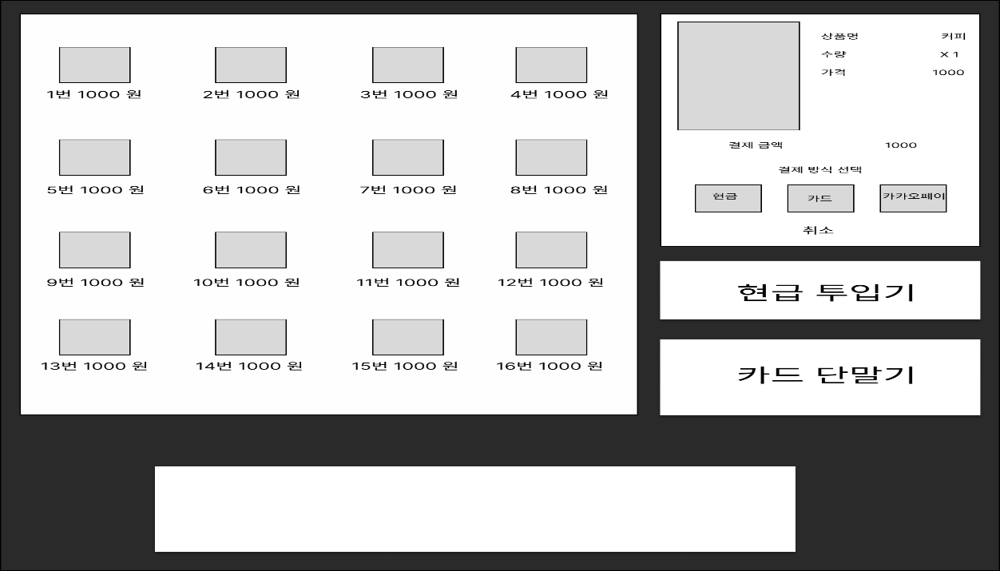 1번 1000 원
2번 1000 원
3번 1000 원
4번 1000 원
5번 1000 원
6번 1000 원
7번 1000 원
8번 1000 원
9번 1000 원
10번 1000 원
11번 1000 원
12번 1000 원
13번 1000 원
14번 1000 원
15번 1000 원
16번 1000 원
상품명 커피
수량 X 1
가격 1000
결제 금액 1000
결제 방식 선택
현금 카드 카카오페이
취소
현급 투입기
카드 단말기